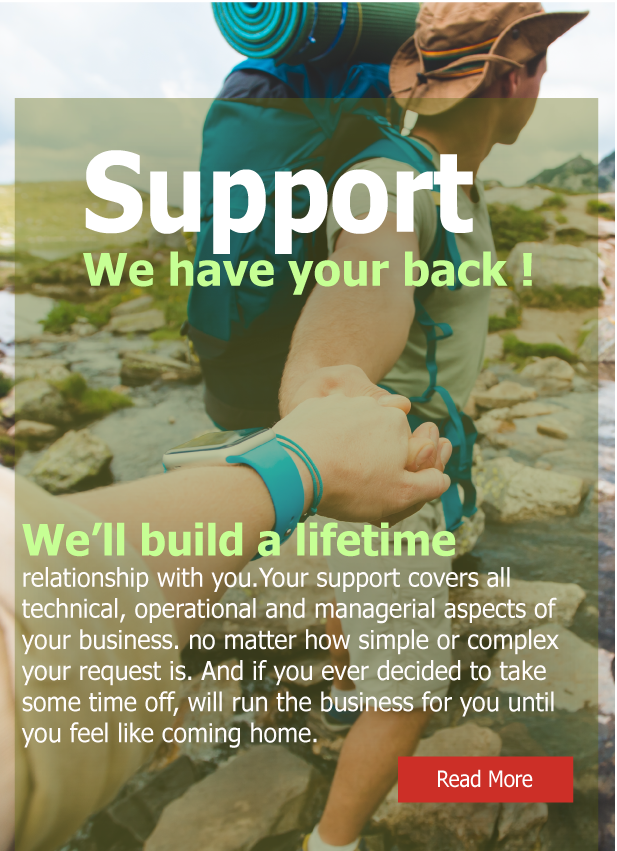 Support
We have your back !
We’ll build a lifetime
relationship with you.Your support covers all
technical, operational and managerial aspects of
your business. no matter how simple or complex
your request is. And if you ever decided to take
some time off, will run the business for you until
you feel like coming home.
Read More